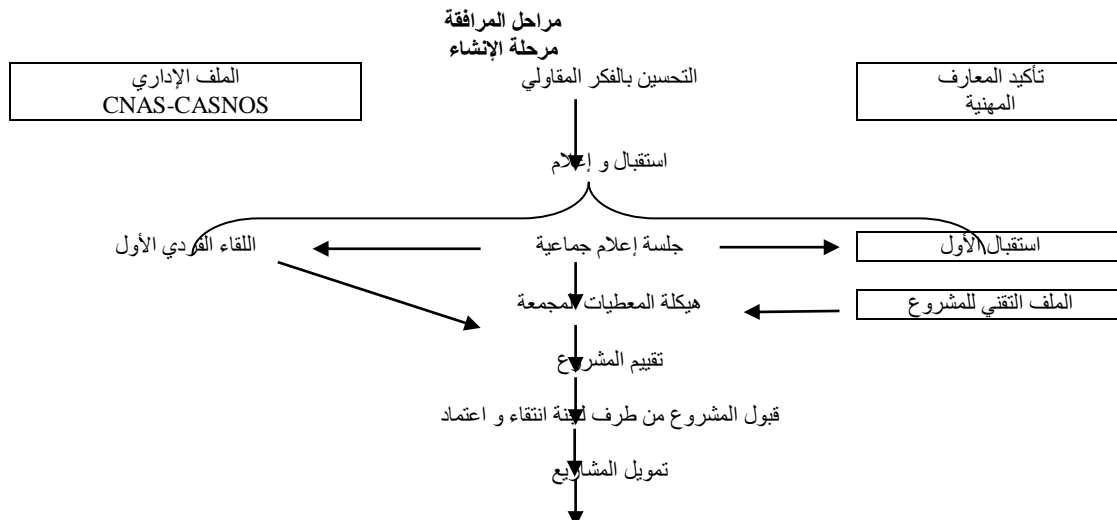 مراحل المرافقة
مرحلة الإنشاء
تأكيد المعارف
المهنية
التحسين بالفكر المقاولي
الملف الإداري
CNAS-CASNOS
استقبال و إعلام
استقبال الأول
جلسة إعلام جماعية
اللقاء الفردي الأول
الملف التقني للمشروع
هيكلة المعطيات المجمعة
تقييم المشروع
قبول المشروع من طرف لجنة انتقاء و اعتماد
تمويل المشاريع